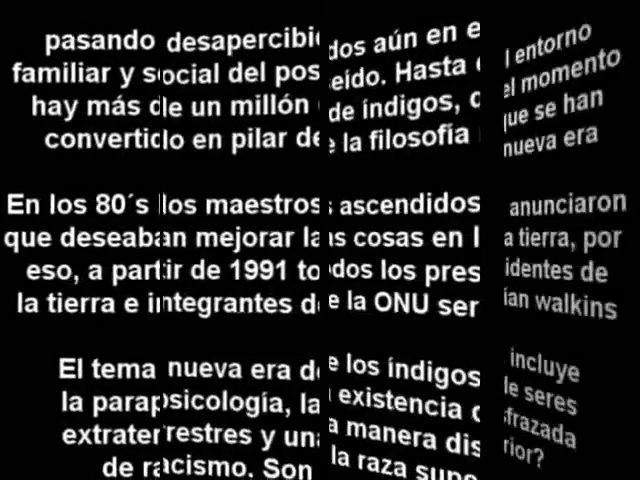 pasando desapercibidos aún en el entorno
familiar y social del poseído. Hasta el momento
hay más de un millón de índigos, que se han
convertido en pilar de la filosofía nueva era
En los 80´s los maestros ascendidos anunciaron
que deseaban mejorar las cosas en la tierra, por
eso, a partir de 1991 todos los presidentes de
la tierra e integrantes de la ONU serían walkins
El tema nueva era de los índigos incluye
la parapsicología, la existencia de seres
extraterrestres y una manera disfrazada
de racismo. Son la raza superior?